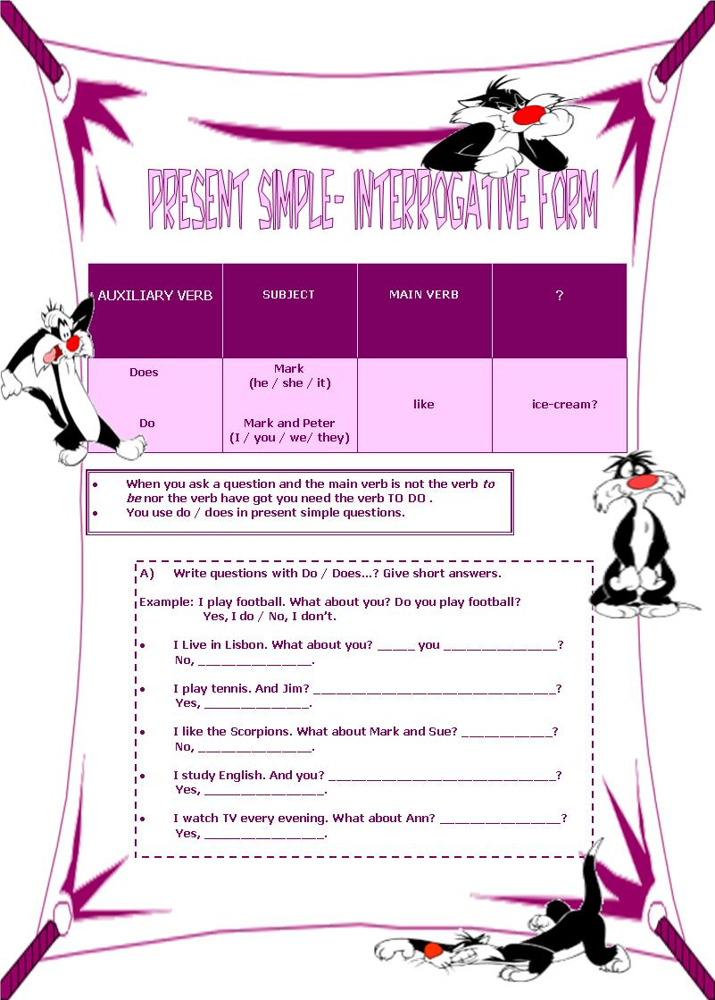 PRESENT SIMPLE- INTERROGATIVE FORM
AUXILIARY VERB SUBJECT MAIN VERB ?
Does
Do
Mark
(he / she / it)
Mark and Peter
(I / you / we/ they)
like
ice-cream?
• When you ask a question and the main verb is not the verb to
be nor the verb have got you need the verb TO DO .
• You use do / does in present simple questions.
A) Write questions with Do / Does...? Give short answers.
Example: I play football. What about you? Do you play football?
Yes, I do / No, I don’t.
• I Live in Lisbon. What about you? _____ you _______________?
No, _______________.
• I play tennis. And Jim? ________________________________?
Yes, ______________.
• I like the Scorpions. What about Mark and Sue? ____________?
No, _______________.
• I study English. And you? ______________________________?
Yes, ________________.
• I watch TV every evening. What about Ann? ________________?
Yes, ________________.